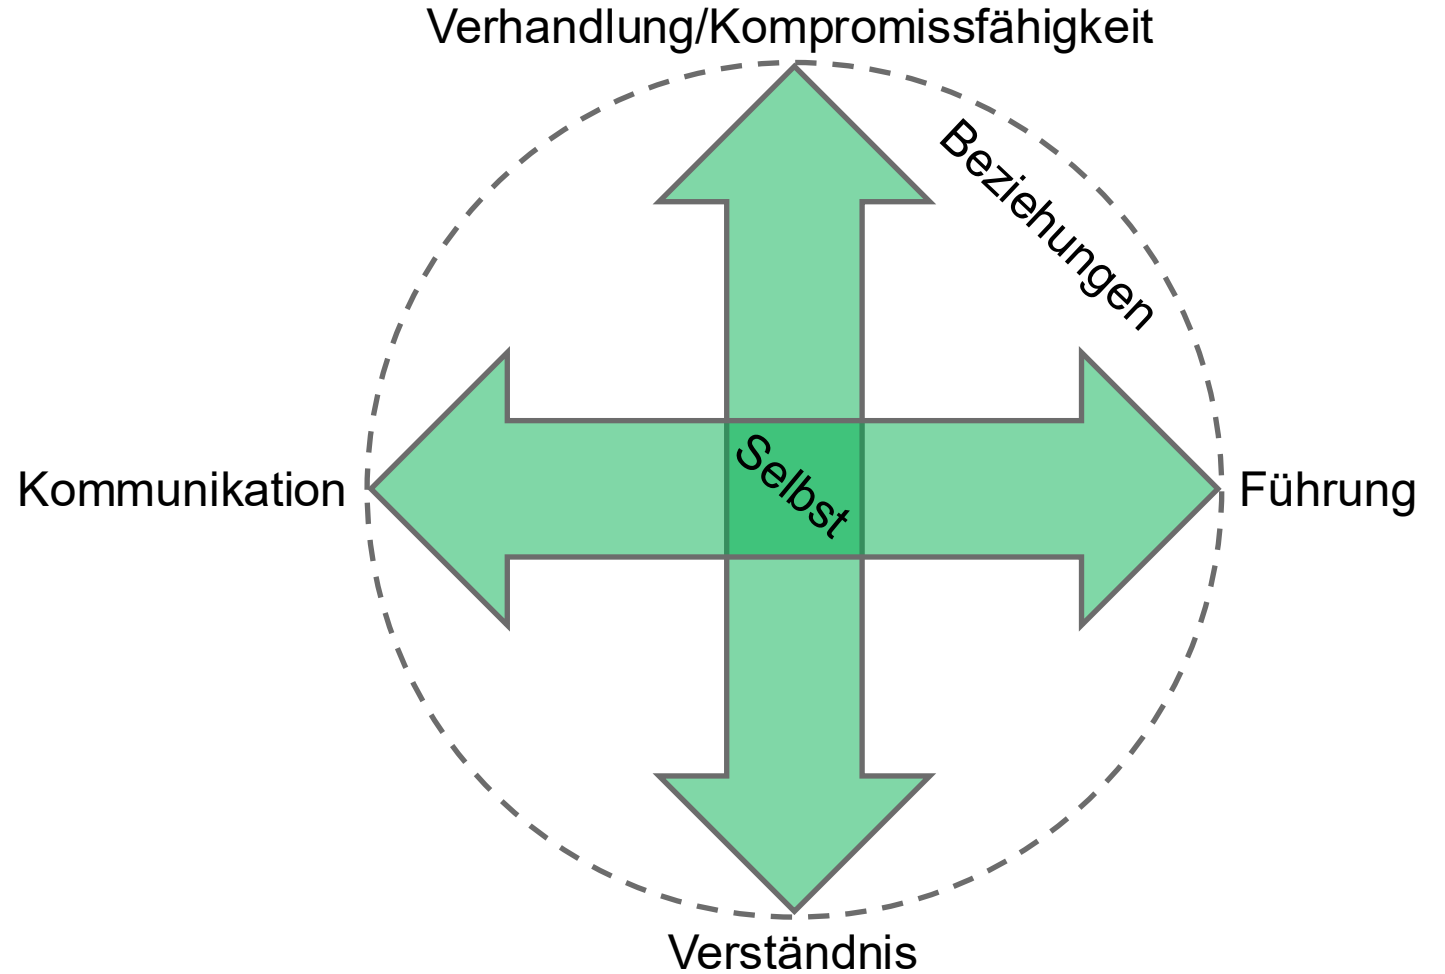 Verhandlung/Kompromissfähigkeit
Beziehungen
Kommunikation
Selbst
Führung
Verständnis